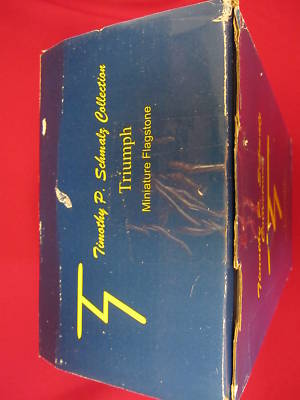 Timothy P. Schmalz Collection
Triumph
Miniature Flagstone